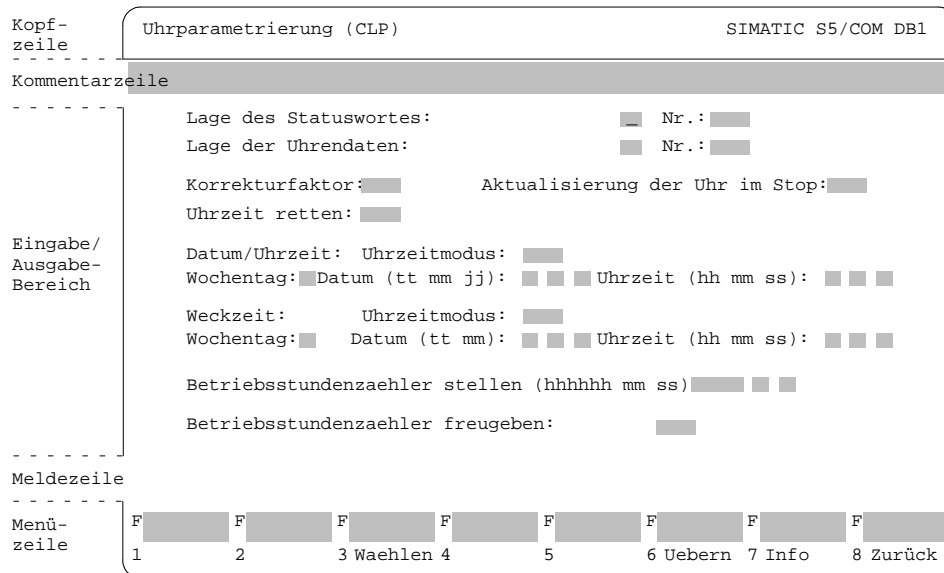 Kopf-
zeile
Uhrparametrierung (CLP) SIMATIC S5/COM DB1
Kommentarzeile
Lage des Statuswortes: _ Nr.:
Lage der Uhrendaten: Nr.:
Korrekturfaktor: Aktualisierung der Uhr im Stop:
Uhrzeit retten:
Eingabe/
Ausgabe-
Bereich
Datum/Uhrzeit: Uhrzeitmodus:
Wochentag: Datum (tt mm jj): Uhrzeit (hh mm ss):
Weckzeit: Uhrzeitmodus:
Wochentag: Datum (tt mm): Uhrzeit (hh mm ss):
Betriebsstundenzaehler stellen (hhhhhh mm ss)
Betriebsstundenzaehler freugeben:
Meldezeile
Menü-
zeile
F F F F F F F F
1 2 3 Waehlen 4 5 6 Uebern 7 Info 8 Zurück